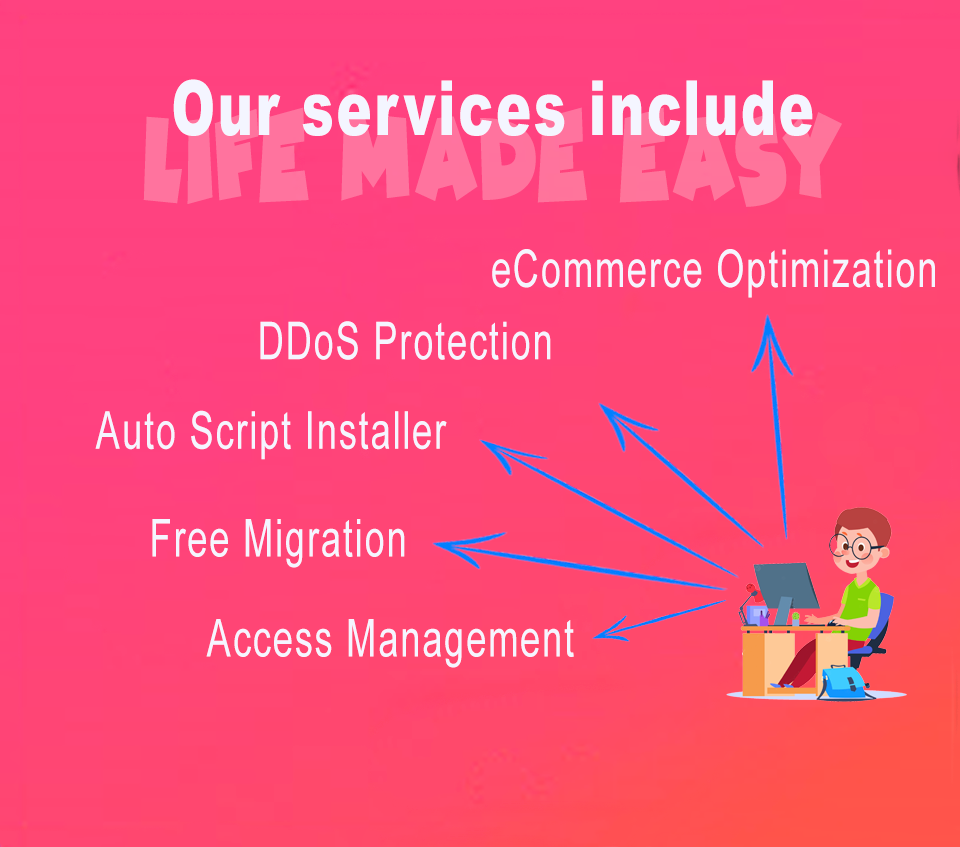 Our services include
LIFE MADE EASY
eCommerce Optimization
DDoS Protection
Auto Script Installer
Free Migration
Access Management